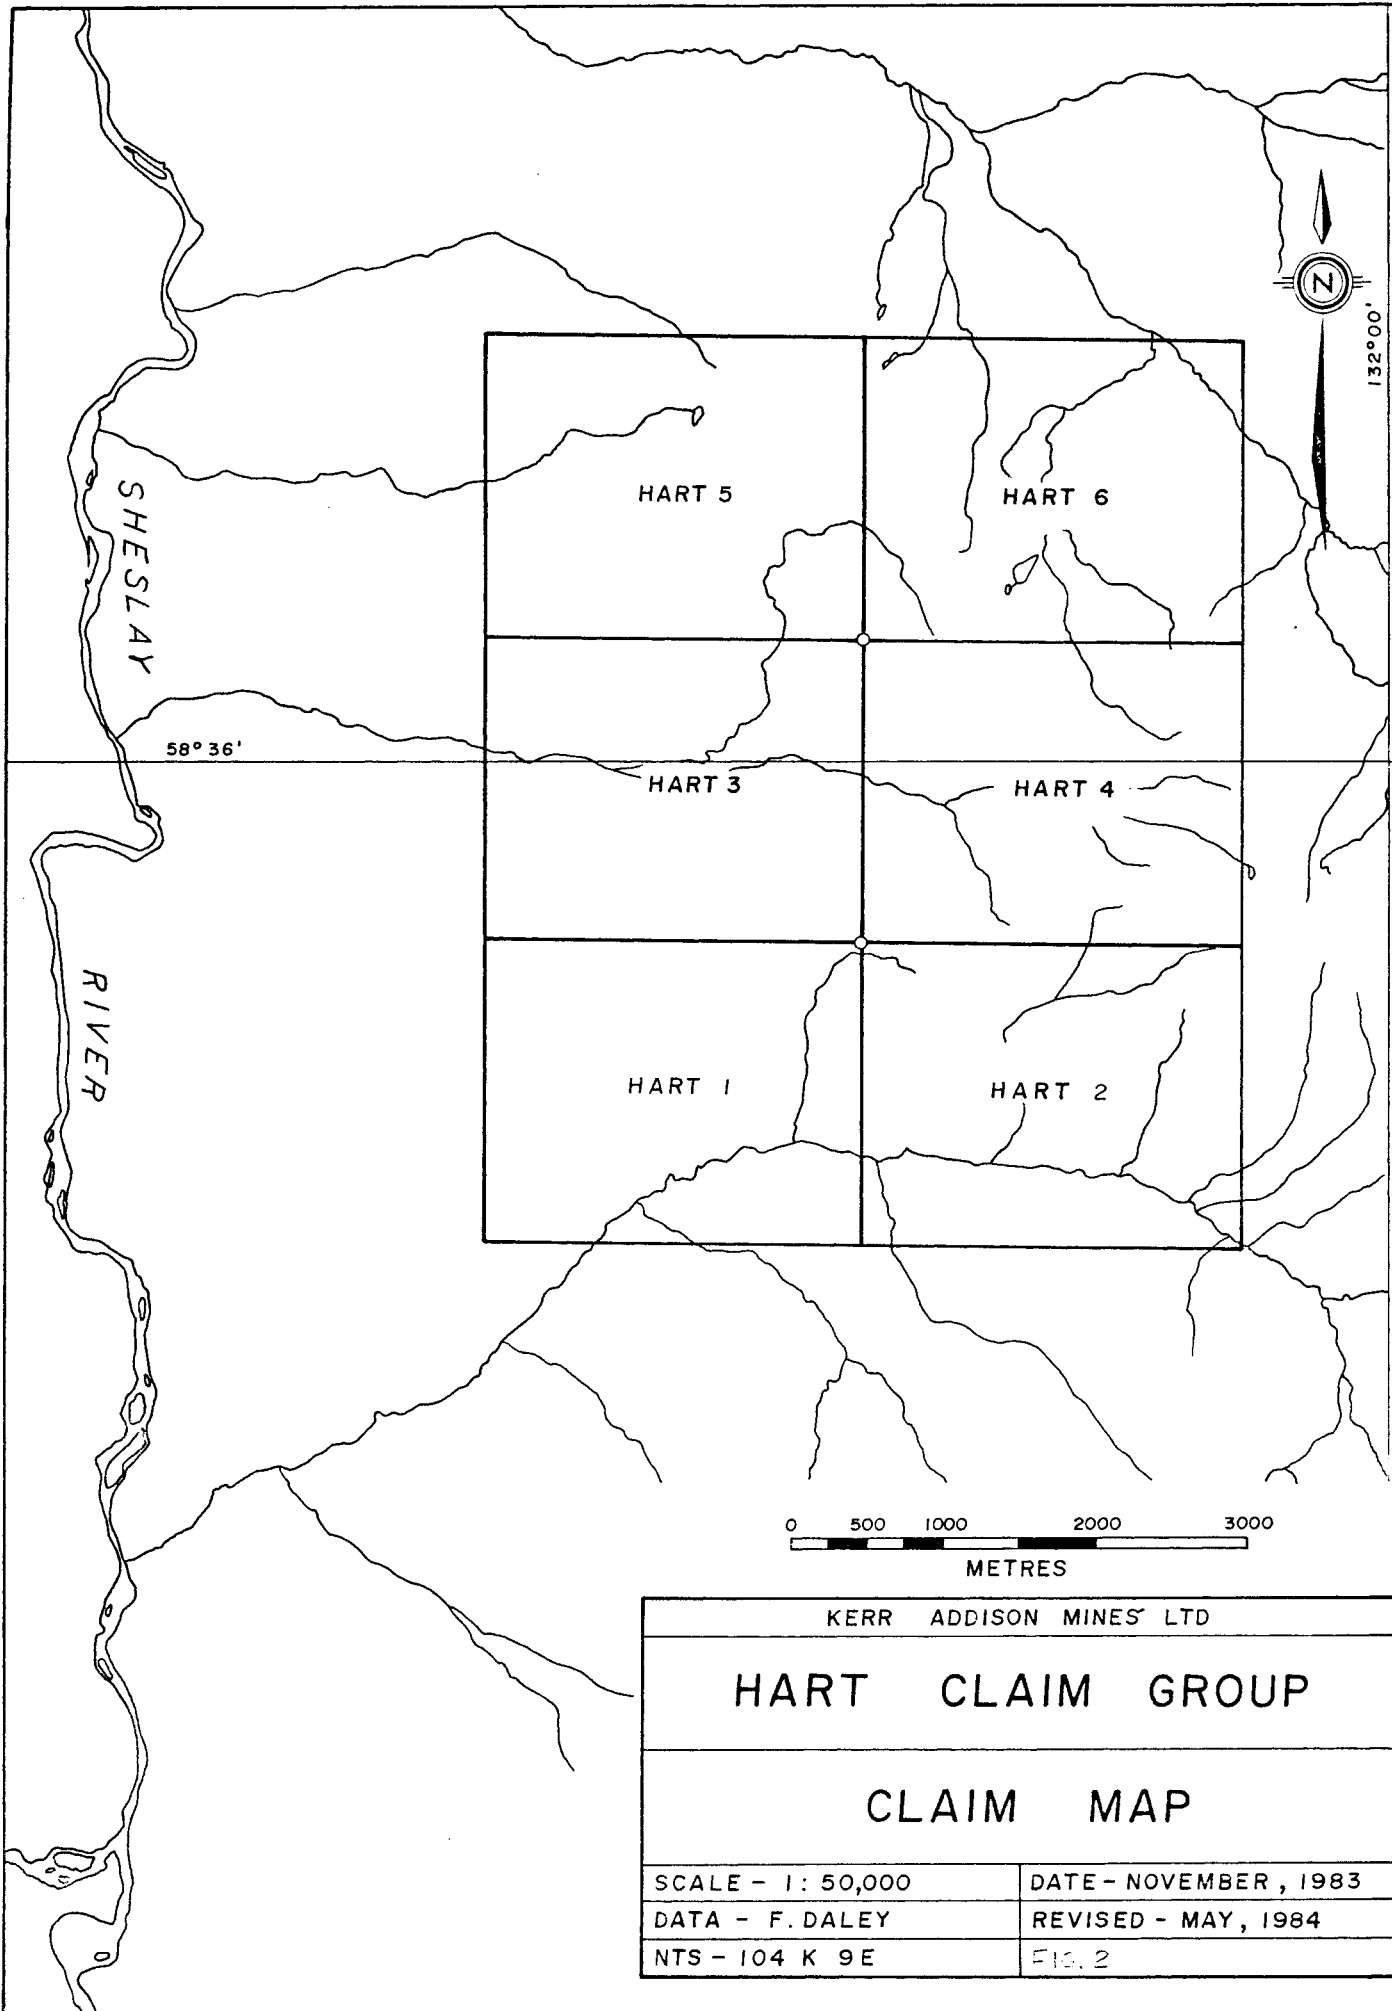 N
132°00'
HART 5
HART 6
SHESLAY
58° 36'
HART 3
HART 4
RIVER
HART 1
HART 2
0 500 1000 2000 3000
METRES
KERR ADDISON MINES LTD
HART CLAIM GROUP
CLAIM MAP
SCALE - 1: 50,000
DATE - NOVEMBER, 1983
DATA - F. DALEY
REVISED - MAY, 1984
NTS - 104 K 9E
FIG. 2